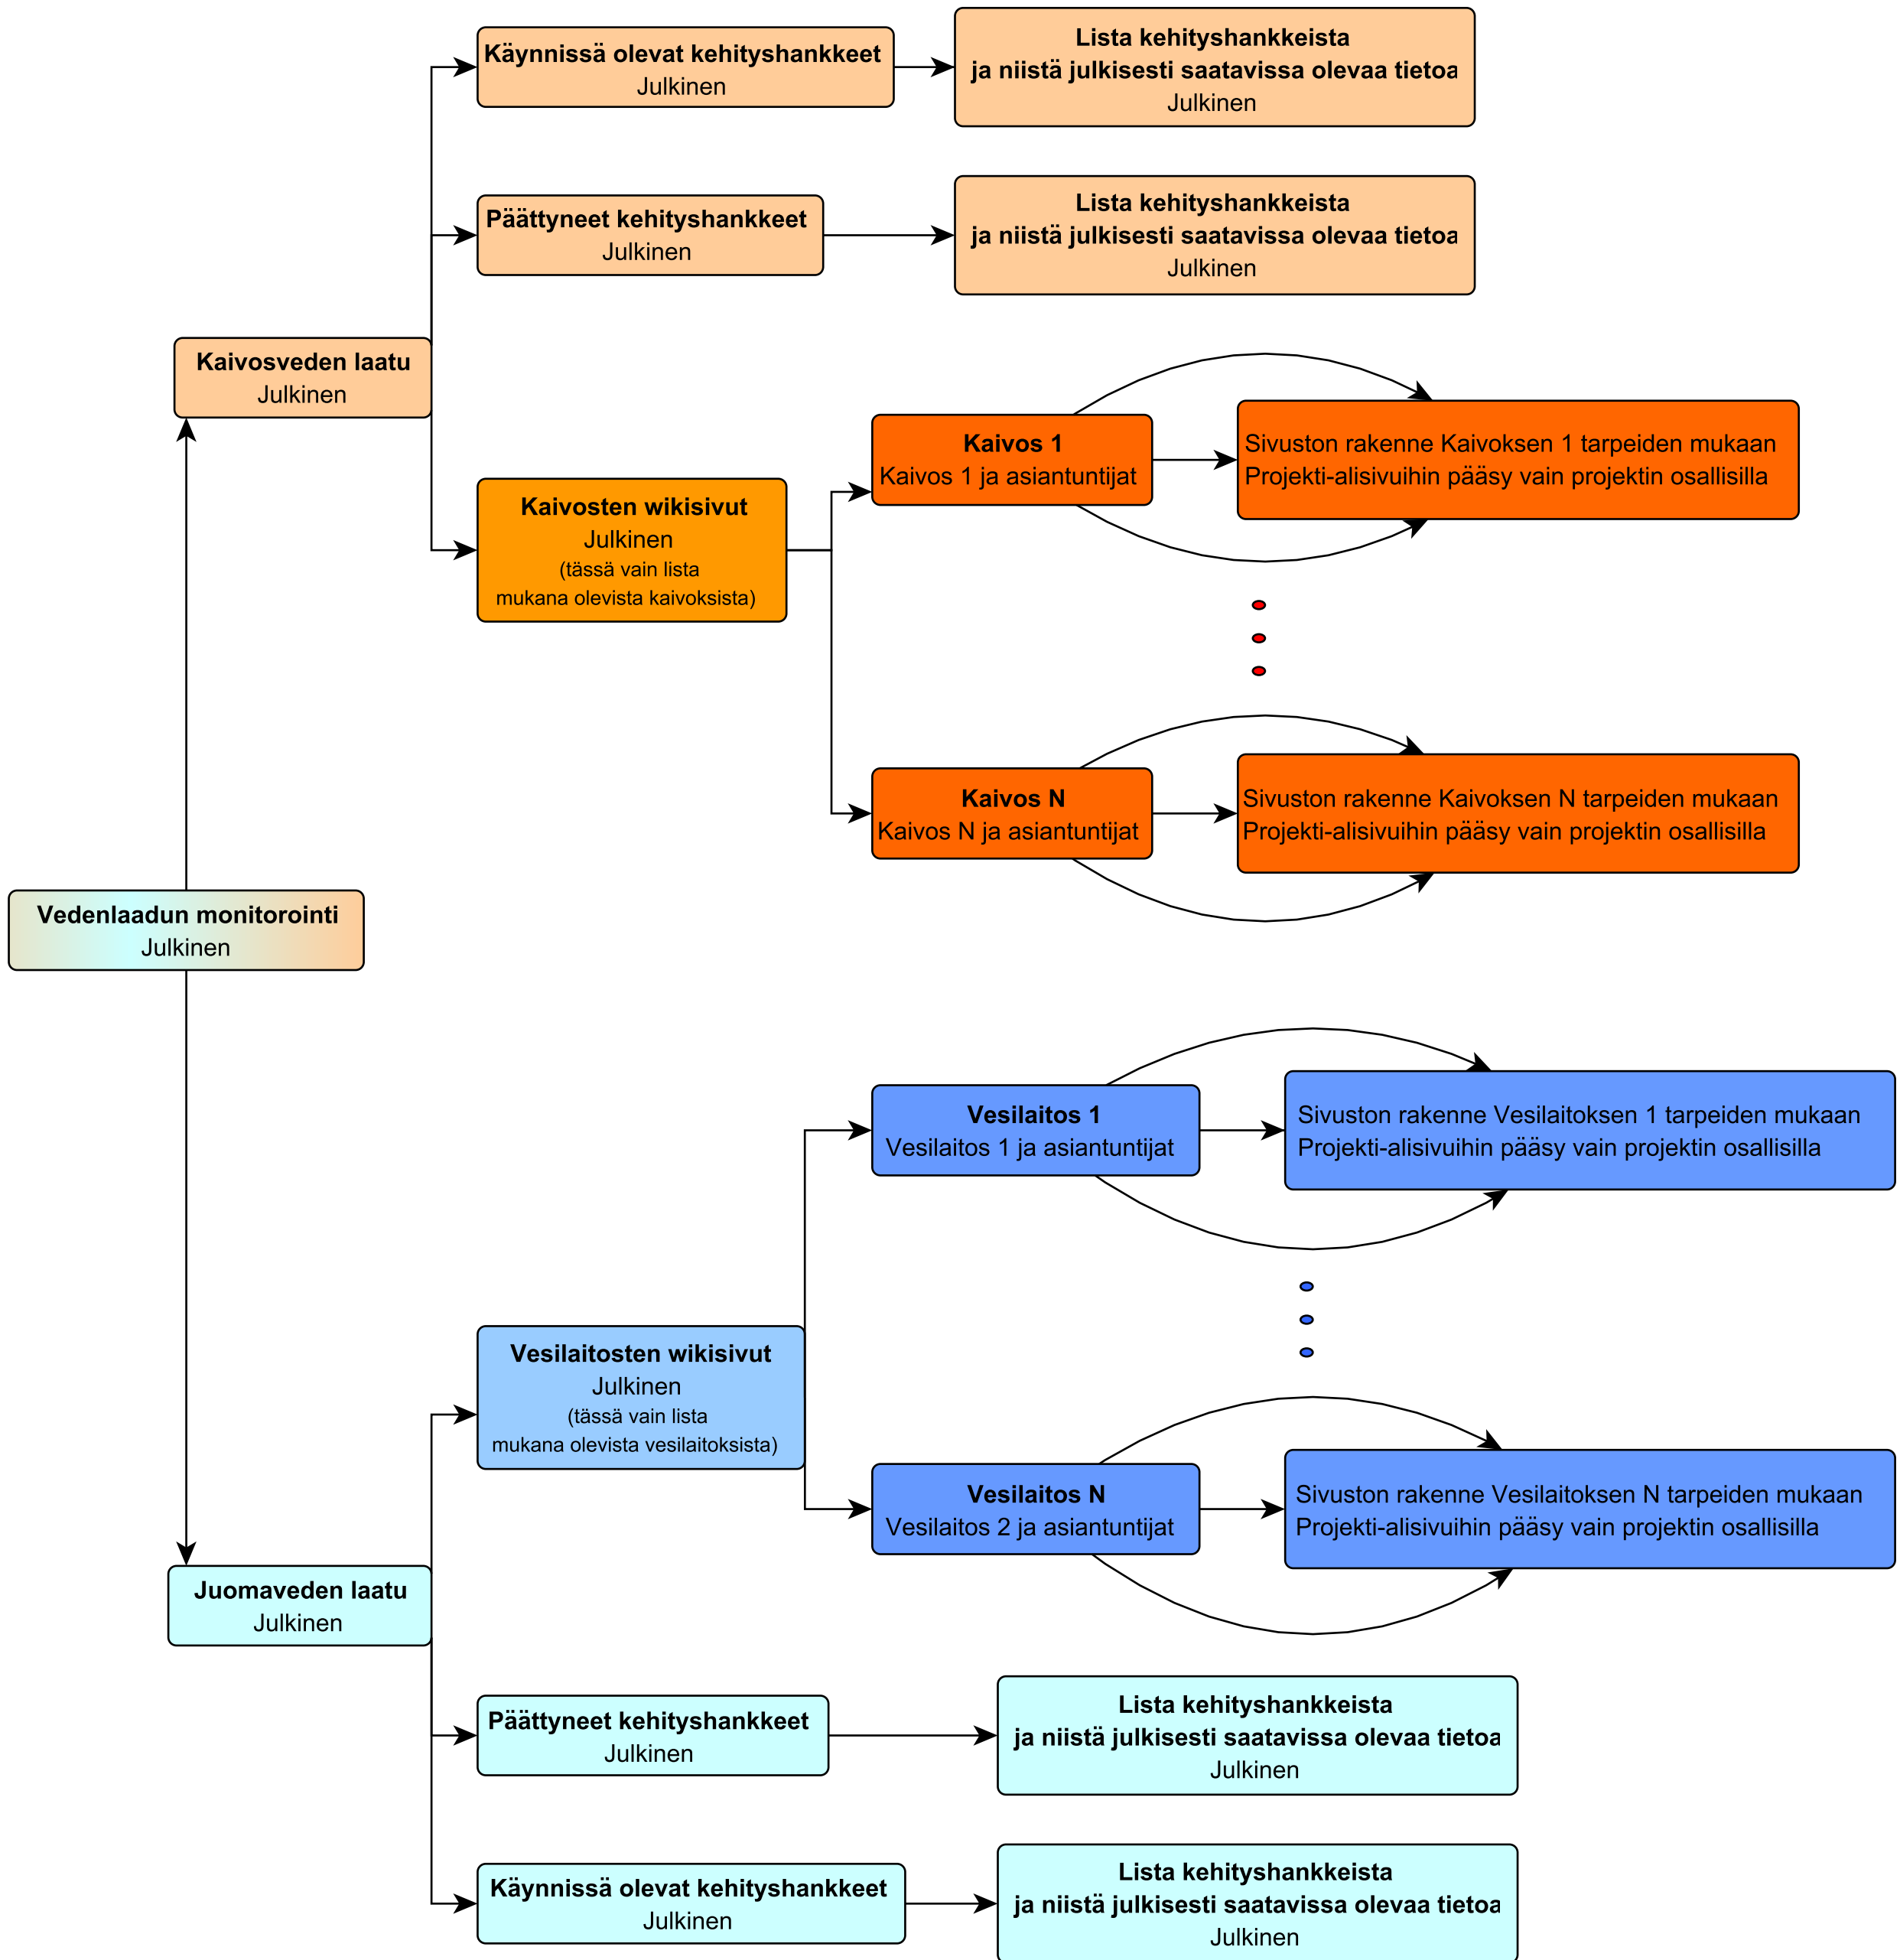 Käynnissä olevat kehityshankkeet
Julkinen
Lista kehityshankkeista
ja niistä julkisesti saatavissa olevaa tietoa
Julkinen
Päättyneet kehityshankkeet
Julkinen
Lista kehityshankkeista
ja niistä julkisesti saatavissa olevaa tietoa
Julkinen
Kaivosveden laatu
Julkinen
Kaivosten wikisivut
Julkinen
(tässä vain lista
mukana olevista kaivoksista)
Kaivos 1
Kaivos 1 ja asiantuntijat
Sivuston rakenne Kaivoksen 1 tarpeiden mukaan
Projekti-alisivuihin pääsy vain projektin osallisilla
Kaivos N
Kaivos N ja asiantuntijat
Sivuston rakenne Kaivoksen N tarpeiden mukaan
Projekti-alisivuihin pääsy vain projektin osallisilla
Vedenlaadun monitorointi
Julkinen
Vesilaitos 1
Vesilaitos 1 ja asiantuntijat
Sivuston rakenne Vesilaitoksen 1 tarpeiden mukaan
Projekti-alisivuihin pääsy vain projektin osallisilla
Vesilaitosten wikisivut
Julkinen
(tässä vain lista
mukana olevista vesilaitoksista)
Vesilaitos N
Vesilaitos 2 ja asiantuntijat
Sivuston rakenne Vesilaitoksen N tarpeiden mukaan
Projekti-alisivuihin pääsy vain projektin osallisilla
Juomaveden laatu
Julkinen
Päättyneet kehityshankkeet
Julkinen
Lista kehityshankkeista
ja niistä julkisesti saatavissa olevaa tietoa
Julkinen
Käynnissä olevat kehityshankkeet
Julkinen
Lista kehityshankkeista
ja niistä julkisesti saatavissa olevaa tietoa
Julkinen